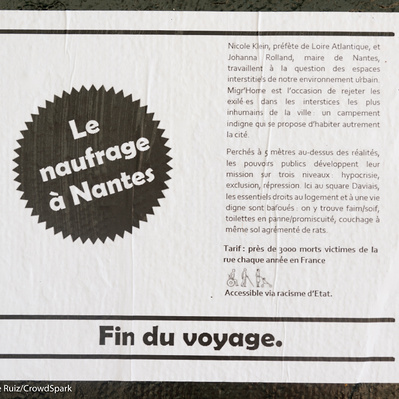 Le
naufrage
à Nantes
Nicole Klein, préfète de Loire Atlantique, et
Johanna Rolland, maire de Nantes,
travaillent à la question des espaces
interstitiels de notre environnement urbain.
Migr'Home est l'occasion de rejeter les
exilé·es dans les interstices les plus
inhumains de la ville : un campement
indigne qui se propose d'habiter autrement
la cité.
Perchés à 5 mètres au-dessus des réalités,
les pouvoirs publics développent leur
mission sur trois niveaux : hypocrisie,
exclusion, répression. Ici au square Daviais,
les essentiels droits au logement et à une vie
digne sont bafoués : on y trouve faim/soif,
toilettes en panne/promiscuité, couchage à
même sol agrémenté de rats.
Tarif : près de 3000 morts victimes de la
rue chaque année en France
Accessible via racisme d'Etat.
Fin du voyage.
e Ruiz/CrowdSpark